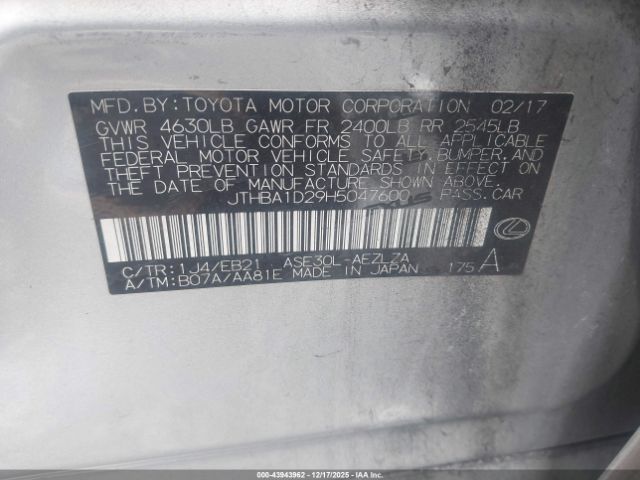 MFD. BY: TOYOTA MOTOR CORPORATION 02/17
GVWR 4630LB GAWR FR 2400LB RR 2545LB
THIS VEHICLE CONFORMS TO ALL APPLICABLE
FEDERAL MOTOR VEHICLE SAFETY, BUMPER, AND
THEFT PREVENTION STANDARDS IN EFFECT ON
THE DATE OF MANUFACTURE SHOWN ABOVE.
JTHBA1D29H5047600 PASS. CAR
C/TR: 1J4/EB21 ASE30L-AEZLZA
A/TM: B07A/AA81E MADE IN JAPAN 175 A
000-43943962 - 12/17/2025 - IAAI.COM